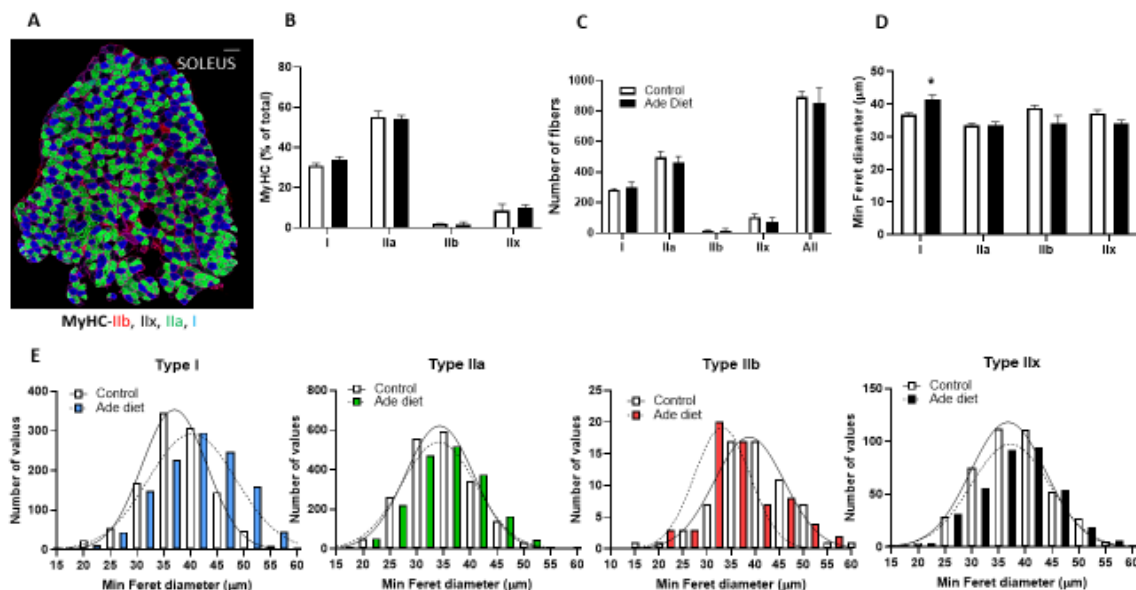 A
SOLEUS
MyHC-IIb, IIx, IIa, I
B
MyHC (% of total)
80
60
40
20
0
I IIa IIb IIx
C
Number of fibers
1000
800
600
400
200
0
Control
Ade Diet
I IIa IIb IIx All
D
Min Feret diameter (μm)
50
40
30
20
10
0
*
I IIa IIb IIx
E
Type I
Number of values
400
300
200
100
0
Control
Ade diet
15 20 25 30 35 40 45 50 55 60
Min Feret diameter (μm)
Type IIa
Number of values
800
600
400
200
0
Control
Ade diet
15 20 25 30 35 40 45 50 55 60
Min Feret diameter (μm)
Type IIb
Number of values
25
20
15
10
5
0
Control
Ade diet
10 15 20 25 30 35 40 45 50 55 60
Min Feret diameter (μm)
Type IIx
Number of values
150
100
50
0
Control
Ade diet
15 20 25 30 35 40 45 50 55 60
Min Feret diameter (μm)